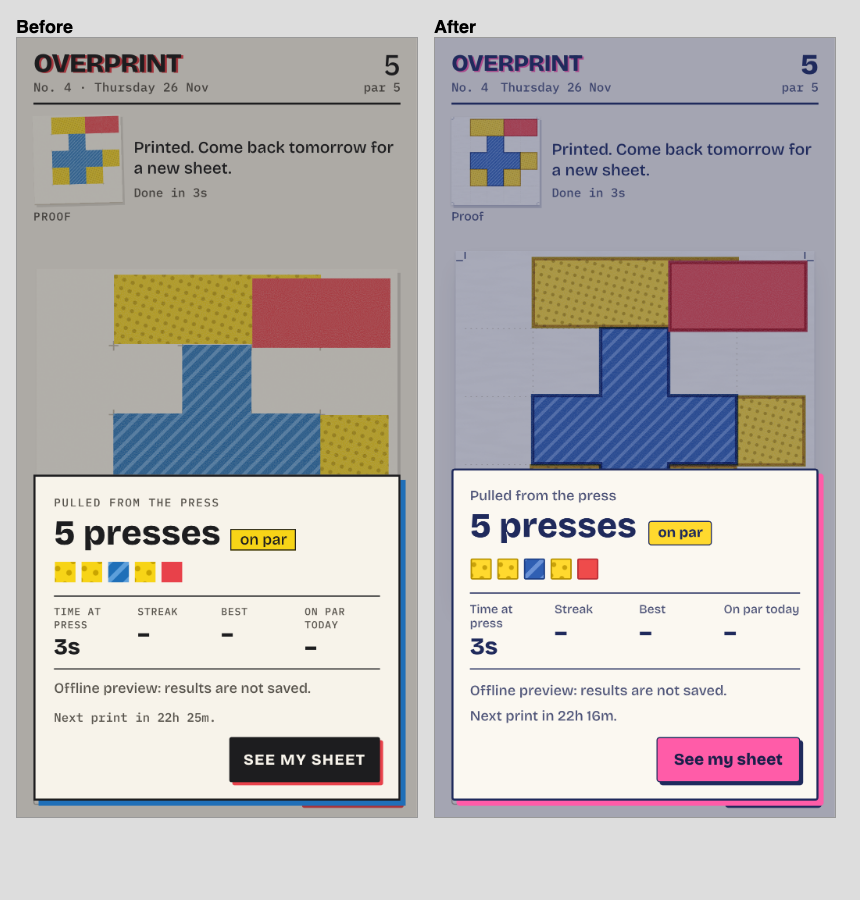 Before
OVERPRINT
5
No. 4 · Thursday 26 Nov
par 5
Printed. Come back tomorrow for
a new sheet.
Done in 3s
PROOF
PULLED FROM THE PRESS
5 presses on par
TIME AT
PRESS
3s
STREAK
–
BEST
–
ON PAR
TODAY
–
Offline preview: results are not saved.
Next print in 22h 25m.
SEE MY SHEET
After
OVERPRINT
5
No. 4 Thursday 26 Nov
par 5
Printed. Come back tomorrow for
a new sheet.
Done in 3s
Proof
Pulled from the press
5 presses on par
Time at
press
3s
Streak
–
Best
–
On par today
–
Offline preview: results are not saved.
Next print in 22h 16m.
See my sheet